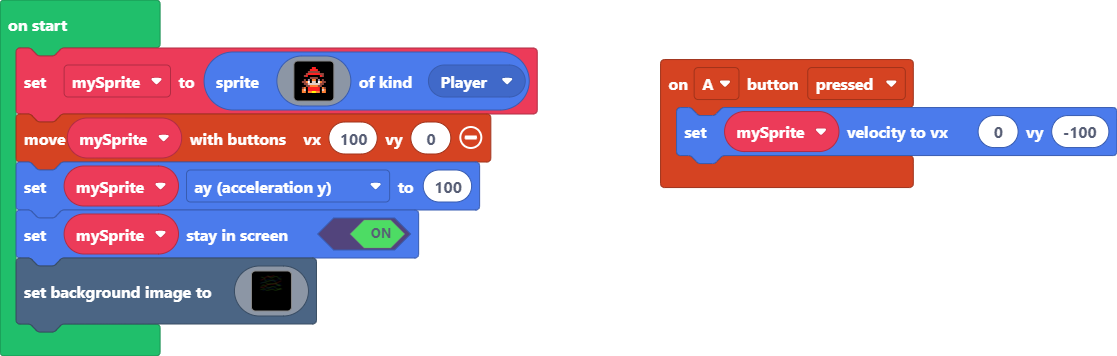 on start
set mySprite to sprite of kind Player
move mySprite with buttons vx 100 vy 0
set mySprite ay (acceleration y) to 100
set mySprite stay in screen ON
set background image to
on A button pressed
set mySprite velocity to vx 0 vy -100